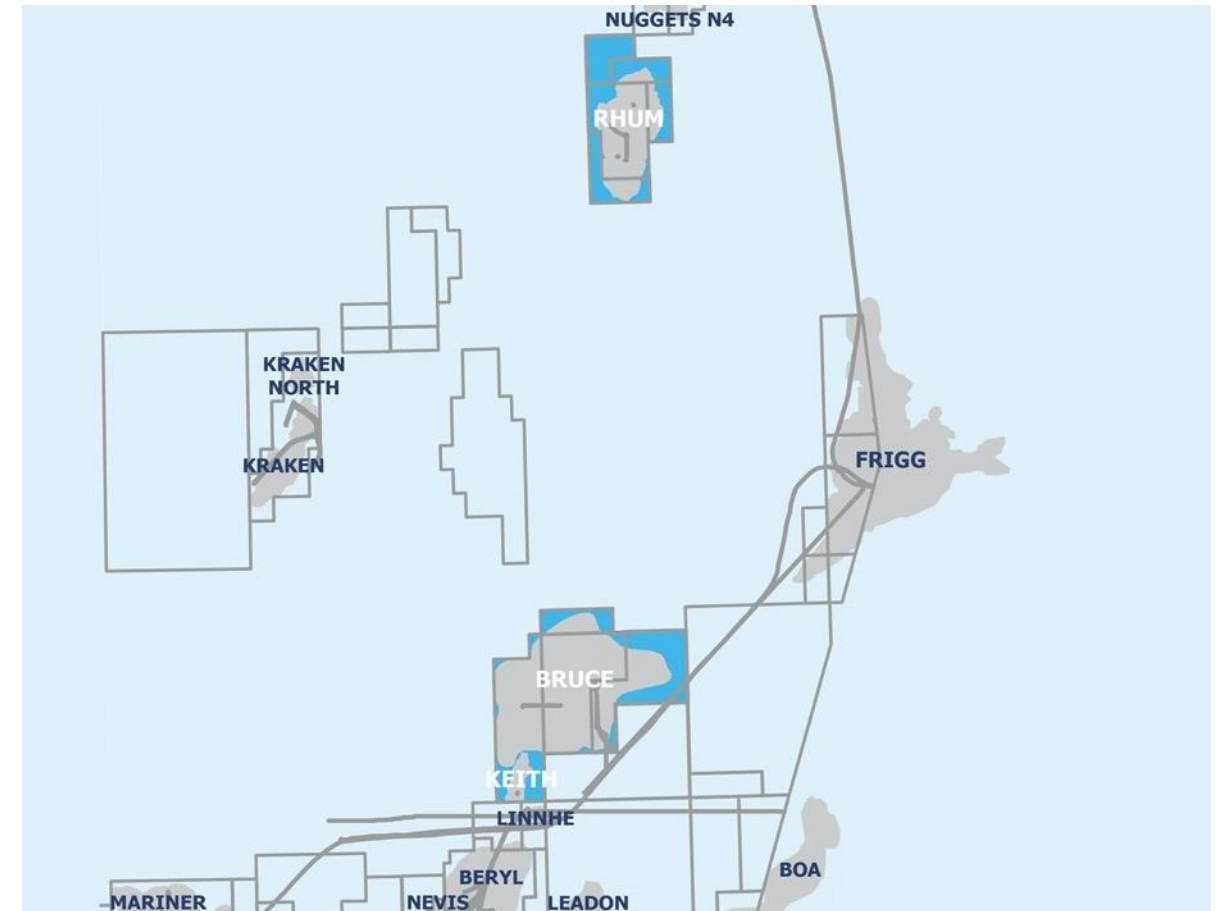 NUGGETS N4
RHUM
KRAKEN
NORTH
KRAKEN
FRIGG
BRUCE
KEITH
LINNHE
BERYL
BOA
MARINER
NEVIS
LEADON